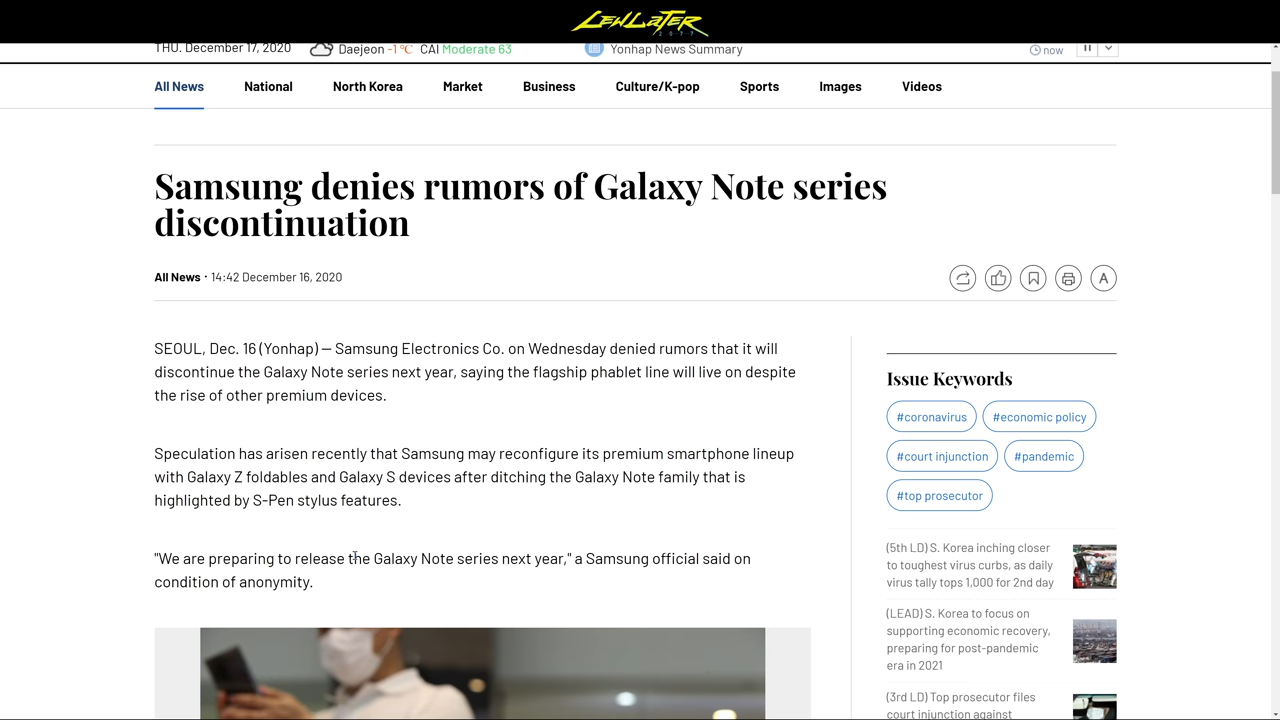 LEWLATER
2077
THU. December 17, 2020
Daejeon -1℃ CAI Moderate 63
Yonhap News Summary
now
All News National North Korea Market Business Culture/K-pop Sports Images Videos
Samsung denies rumors of Galaxy Note series
discontinuation
All News · 14:42 December 16, 2020
A
SEOUL, Dec. 16 (Yonhap) — Samsung Electronics Co. on Wednesday denied rumors that it will
discontinue the Galaxy Note series next year, saying the flagship phablet line will live on despite
the rise of other premium devices.
Speculation has arisen recently that Samsung may reconfigure its premium smartphone lineup
with Galaxy Z foldables and Galaxy S devices after ditching the Galaxy Note family that is
highlighted by S-Pen stylus features.
"We are preparing to release the Galaxy Note series next year," a Samsung official said on
condition of anonymity.
Issue Keywords
#coronavirus #economic policy
#court injunction #pandemic
#top prosecutor
(5th LD) S. Korea inching closer
to toughest virus curbs, as daily
virus tally tops 1,000 for 2nd day
(LEAD) S. Korea to focus on
supporting economic recovery,
preparing for post-pandemic
era in 2021
(3rd LD) Top prosecutor files
court injunction against